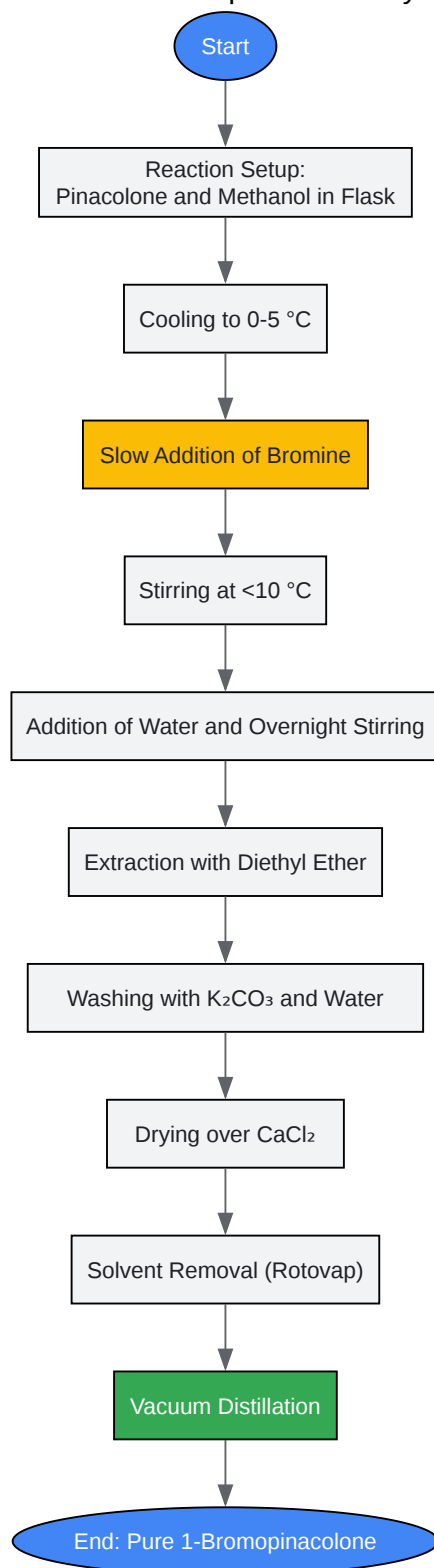 Start
Reaction Setup:
Pinacolone and Methanol in Flask
Cooling to 0-5 °C
Slow Addition of Bromine
Stirring at <10 °C
Addition of Water and Overnight Stirring
Extraction with Diethyl Ether
Washing with K₂CO₃ and Water
Drying over CaCl₂
Solvent Removal (Rotovap)
Vacuum Distillation
End: Pure 1-Bromopinacolone